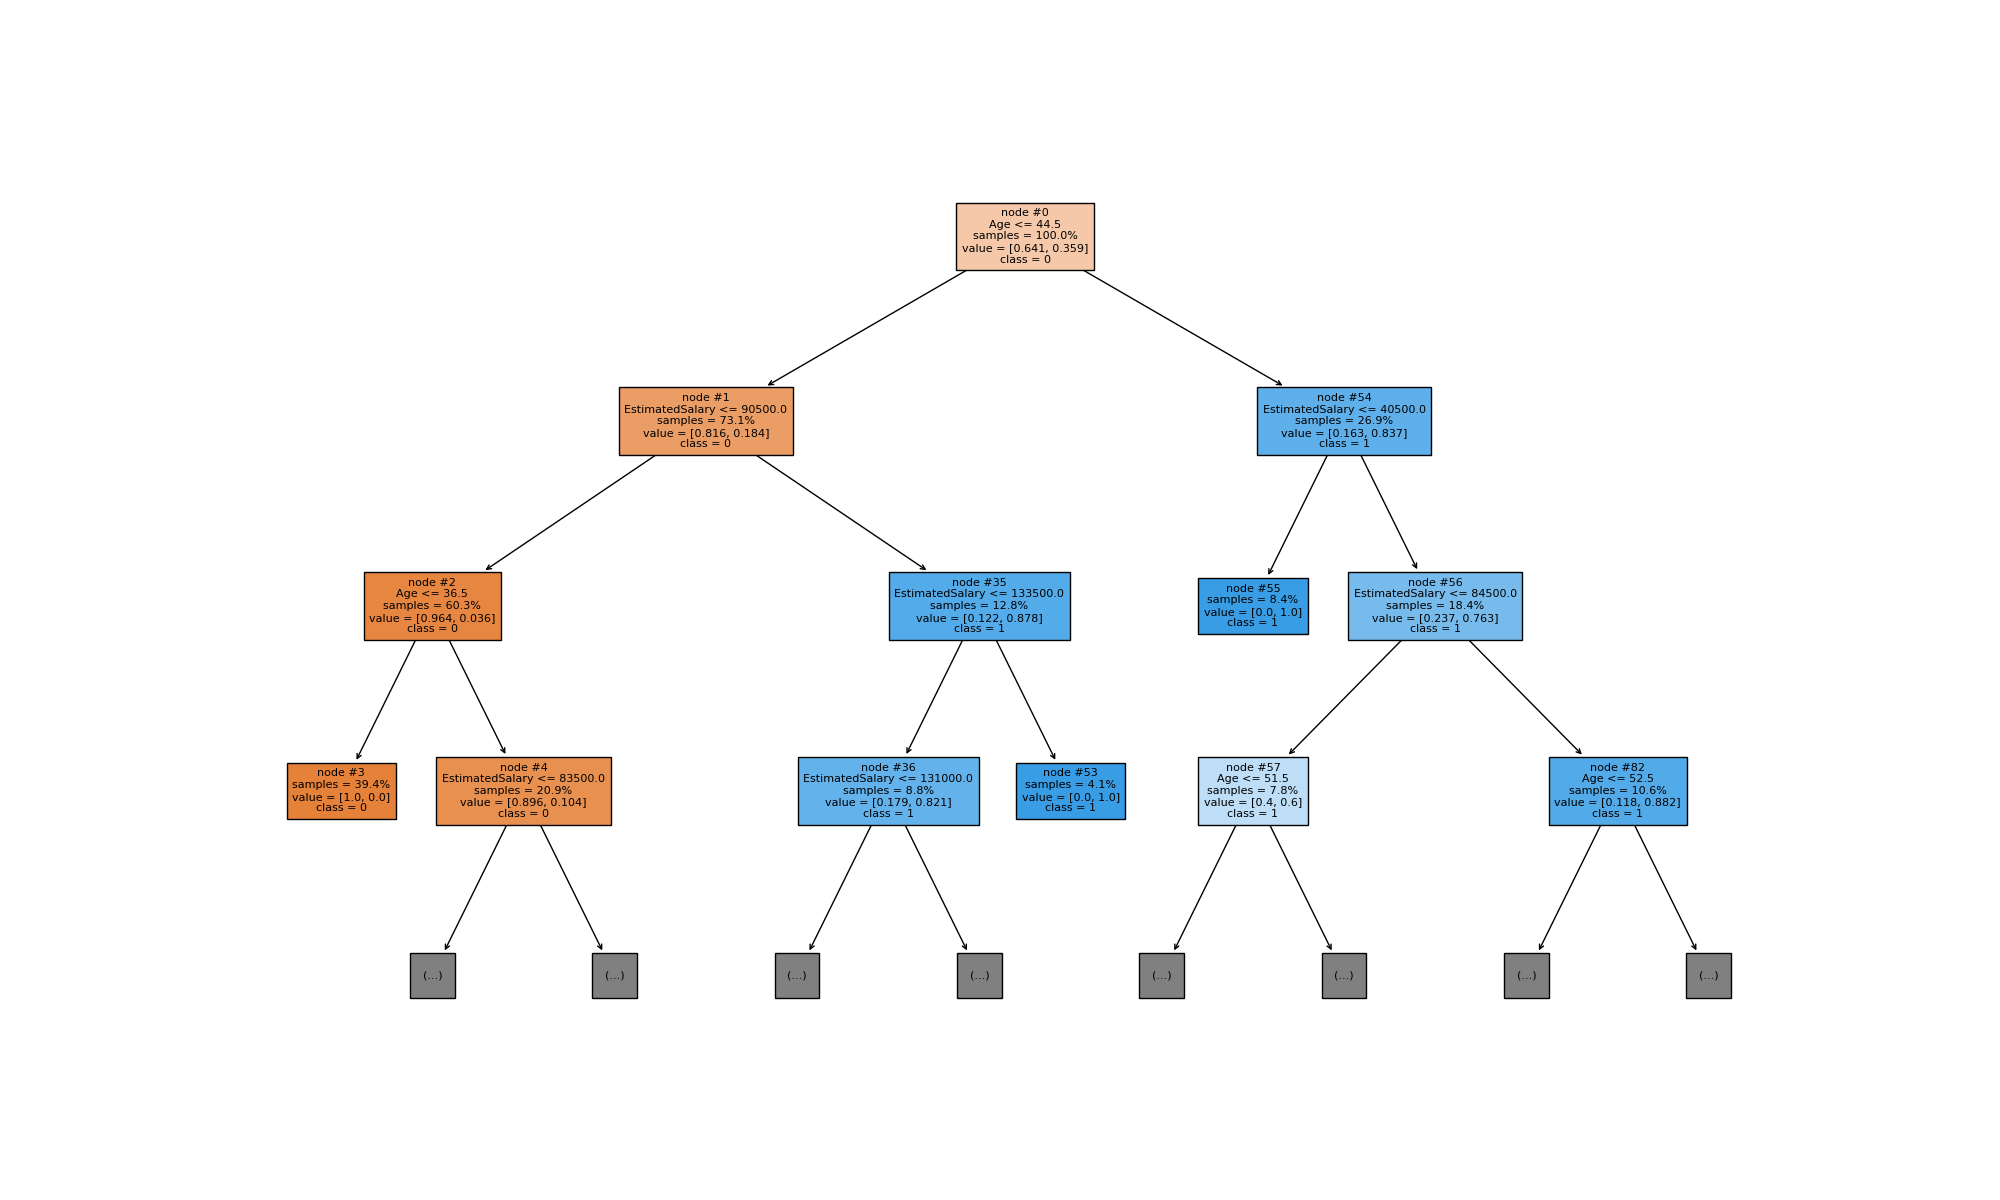 node #0
Age <= 44.5
samples = 100.0%
value = [0.641, 0.359]
class = 0
node #1
EstimatedSalary <= 90500.0
samples = 73.1%
value = [0.816, 0.184]
class = 0
node #54
EstimatedSalary <= 40500.0
samples = 26.9%
value = [0.163, 0.837]
class = 1
node #2
Age <= 36.5
samples = 60.3%
value = [0.964, 0.036]
class = 0
node #35
EstimatedSalary <= 133500.0
samples = 12.8%
value = [0.122, 0.878]
class = 1
node #55
samples = 8.4%
value = [0.0, 1.0]
class = 1
node #56
EstimatedSalary <= 84500.0
samples = 18.4%
value = [0.237, 0.763]
class = 1
node #3
samples = 39.4%
value = [1.0, 0.0]
class = 0
node #4
EstimatedSalary <= 83500.0
samples = 20.9%
value = [0.896, 0.104]
class = 0
node #36
EstimatedSalary <= 131000.0
samples = 8.8%
value = [0.179, 0.821]
class = 1
node #53
samples = 4.1%
value = [0.0, 1.0]
class = 1
node #57
Age <= 51.5
samples = 7.8%
value = [0.4, 0.6]
class = 1
node #82
Age <= 52.5
samples = 10.6%
value = [0.118, 0.882]
class = 1
(...)
(...)
(...)
(...)
(...)
(...)
(...)
(...)